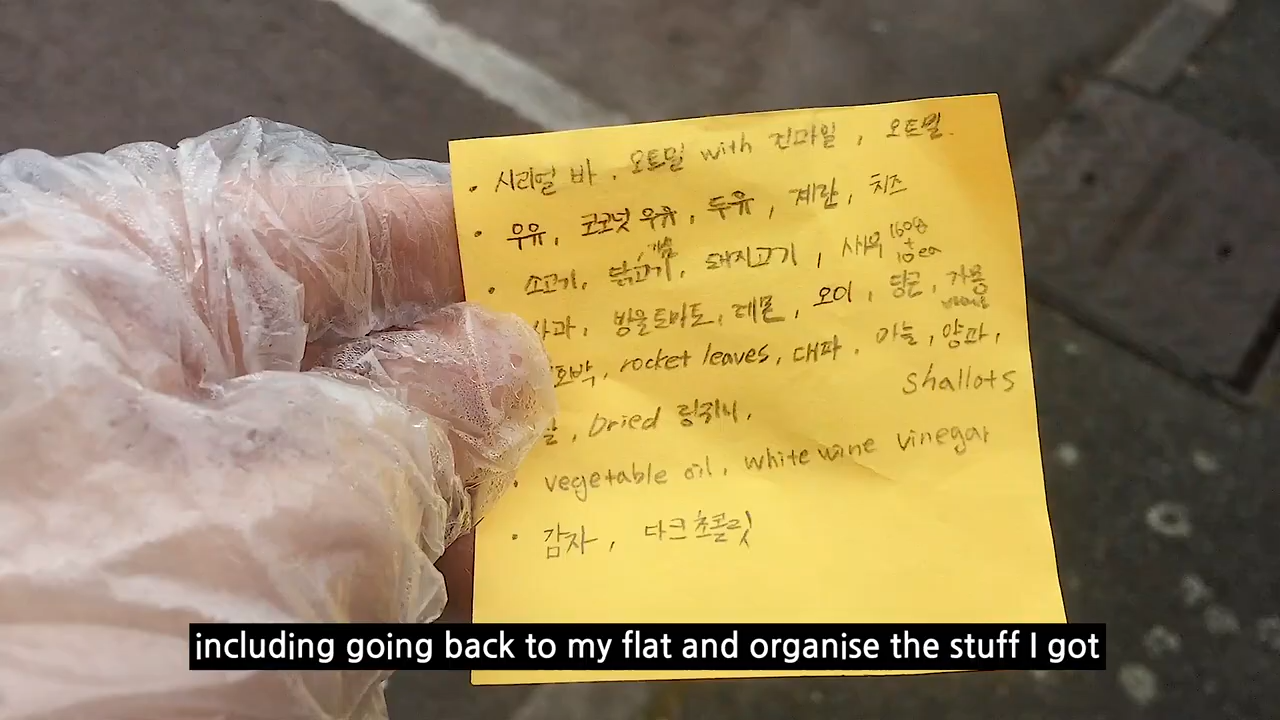 • 시리얼 바, 오트밀 with 진마일, 오트밀.
• 우유, 코코넛 우유, 두유, 계란, 치즈
• 소고기, 닭고기, 돼지고기, 새우 160g + 10ea
사과, 방울토마토, 레몬, 오이, 당근,
호박, rocket leaves, 대파, 마늘, 양파,
shallots
, Dried
• vegetable oil, white wine vinegar
• 감자, 다크 초콜릿
including going back to my flat and organise the stuff I got